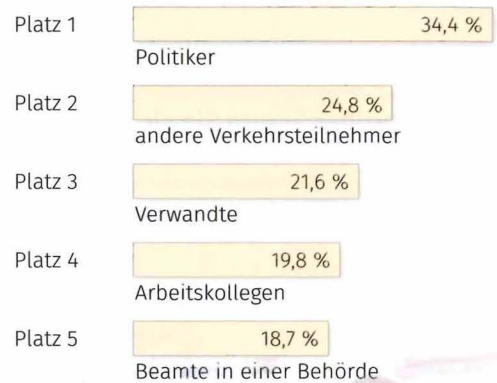 Platz 1 34,4 %
Politiker
Platz 2 24,8 %
andere Verkehrsteilnehmer
Platz 3 21,6 %
Verwandte
Platz 4 19,8 %
Arbeitskollegen
Platz 5 18,7 %
Beamte in einer Behörde